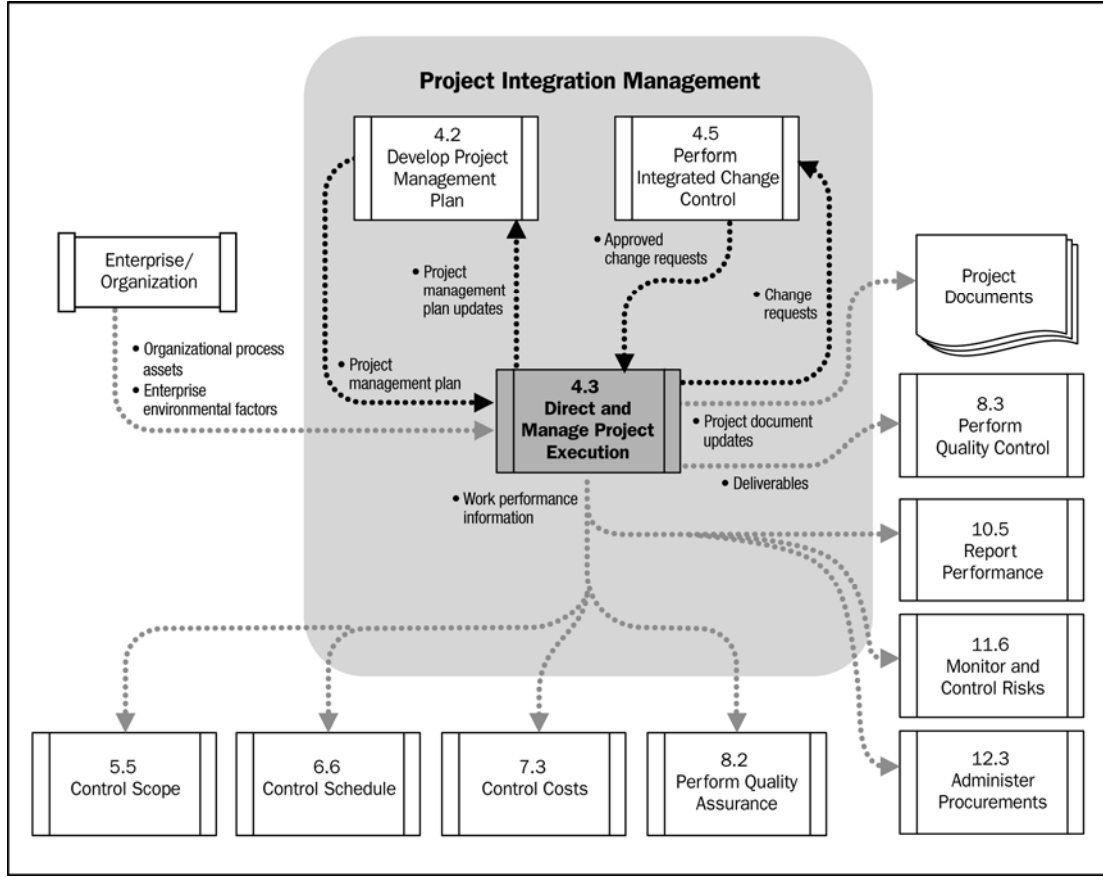 Project Integration Management
4.2
Develop Project
Management
Plan
4.5
Perform
Integrated Change
Control
Enterprise/
Organization
• Organizational process
assets
• Enterprise
environmental factors
• Project
management
plan updates
• Approved
change requests
• Change
requests
Project
Documents
• Project
management plan
4.3
Direct and
Manage Project
Execution
• Project document
updates
• Deliverables
8.3
Perform
Quality Control
• Work performance
information
10.5
Report
Performance
11.6
Monitor and
Control Risks
5.5
Control Scope
6.6
Control Schedule
7.3
Control Costs
8.2
Perform Quality
Assurance
12.3
Administer
Procurements